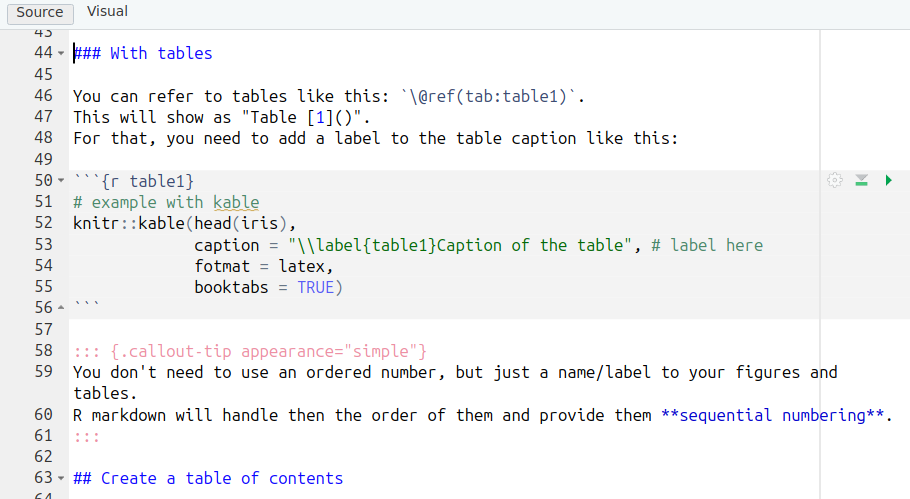 Source Visual
43
44 ### With tables
45
46 You can refer to tables like this: `\@ref(tab:table1)`.
47 This will show as "Table [1]()".
48 For that, you need to add a label to the table caption like this:
49
50 ```{r table1}
51 # example with kable
52 knitr::kable(head(iris),
53 caption = "\\label{table1}Caption of the table", # label here
54 fotmat = latex,
55 booktabs = TRUE)
56 ```
57
58 ::: {.callout-tip appearance="simple"}
59 You don't need to use an ordered number, but just a name/label to your figures and
tables.
60 R markdown will handle then the order of them and provide them **sequential numbering**.
61 :::
62
63 ## Create a table of contents
64